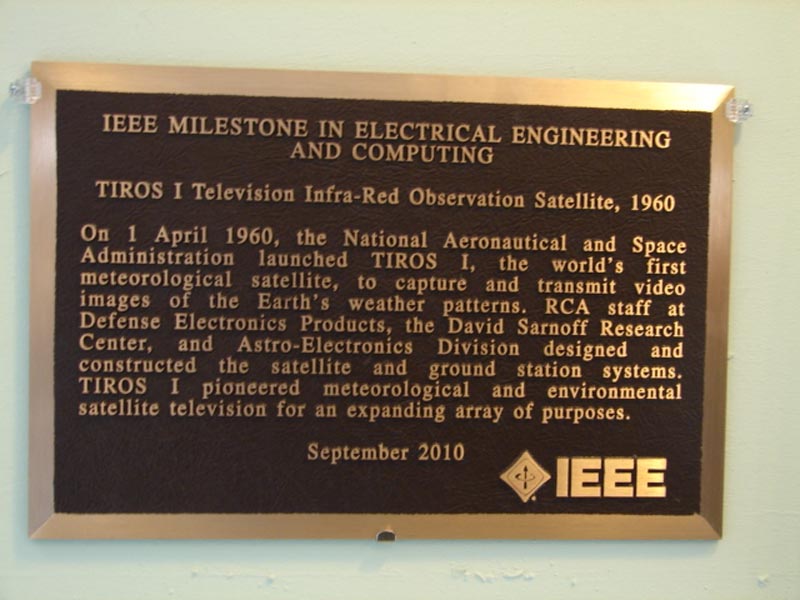 IEEE MILESTONE IN ELECTRICAL ENGINEERING
AND COMPUTING
TIROS I Television Infra-Red Observation Satellite, 1960
On 1 April 1960, the National Aeronautical and Space
Administration launched TIROS I, the world's first
meteorological satellite, to capture and transmit video
images of the Earth's weather patterns. RCA staff at
Defense Electronics Products, the David Sarnoff Research
Center, and Astro-Electronics Division designed and
constructed the satellite and ground station systems.
TIROS I pioneered meteorological and environmental
satellite television for an expanding array of purposes.
September 2010
IEEE